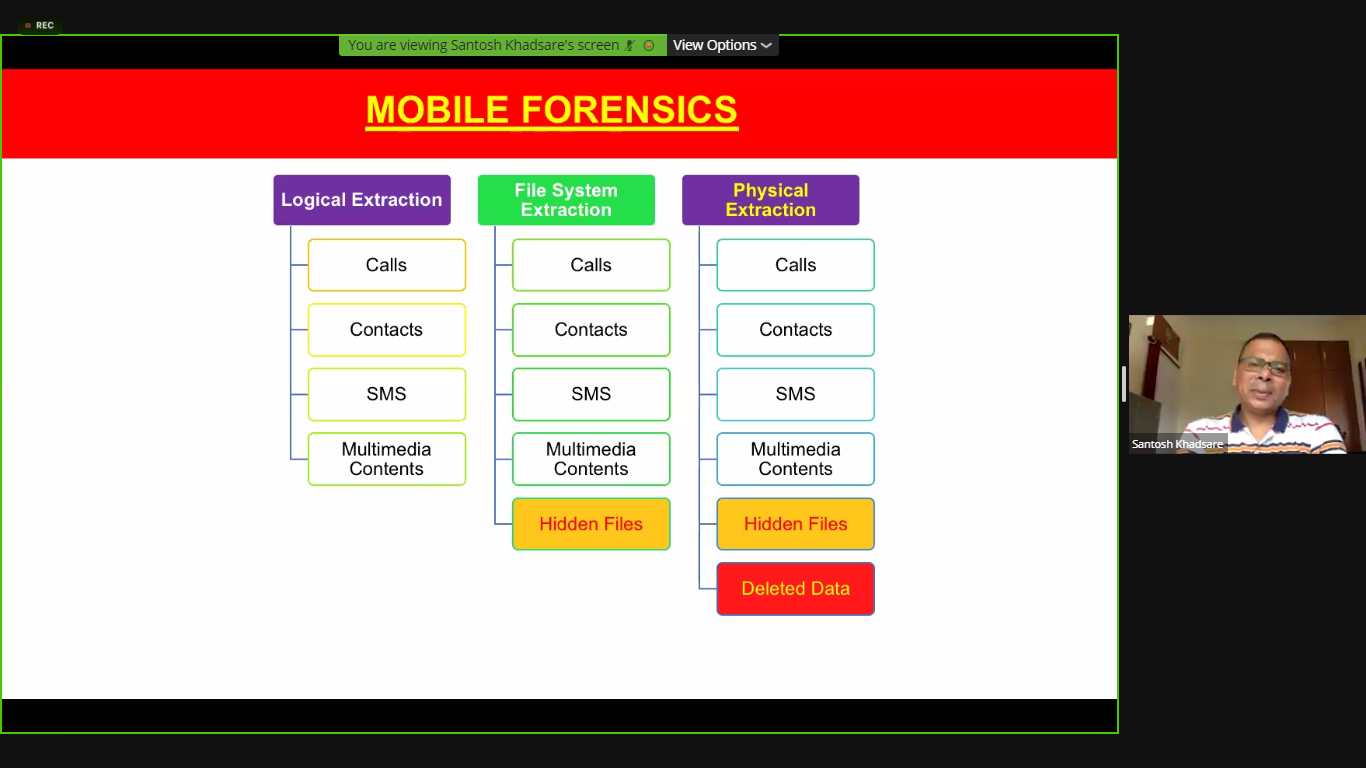 REC
You are viewing Santosh Khadsare's screen
View Options
MOBILE FORENSICS
Logical Extraction
Calls
Contacts
SMS
Multimedia
Contents
File System
Extraction
Calls
Contacts
SMS
Multimedia
Contents
Hidden Files
Physical
Extraction
Calls
Contacts
SMS
Multimedia
Contents
Hidden Files
Deleted Data
Santosh Khadsare